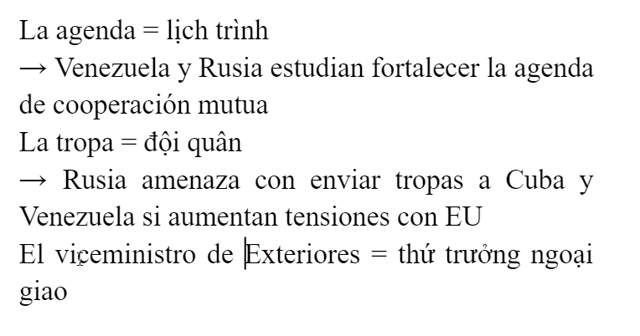 La agenda = lịch trình
→ Venezuela y Rusia estudian fortalecer la agenda
de cooperación mutua
La tropa = đội quân
→ Rusia amenaza con enviar tropas a Cuba y
Venezuela si aumentan tensiones con EU
El viceministro de Exteriores = thứ trưởng ngoại
giao